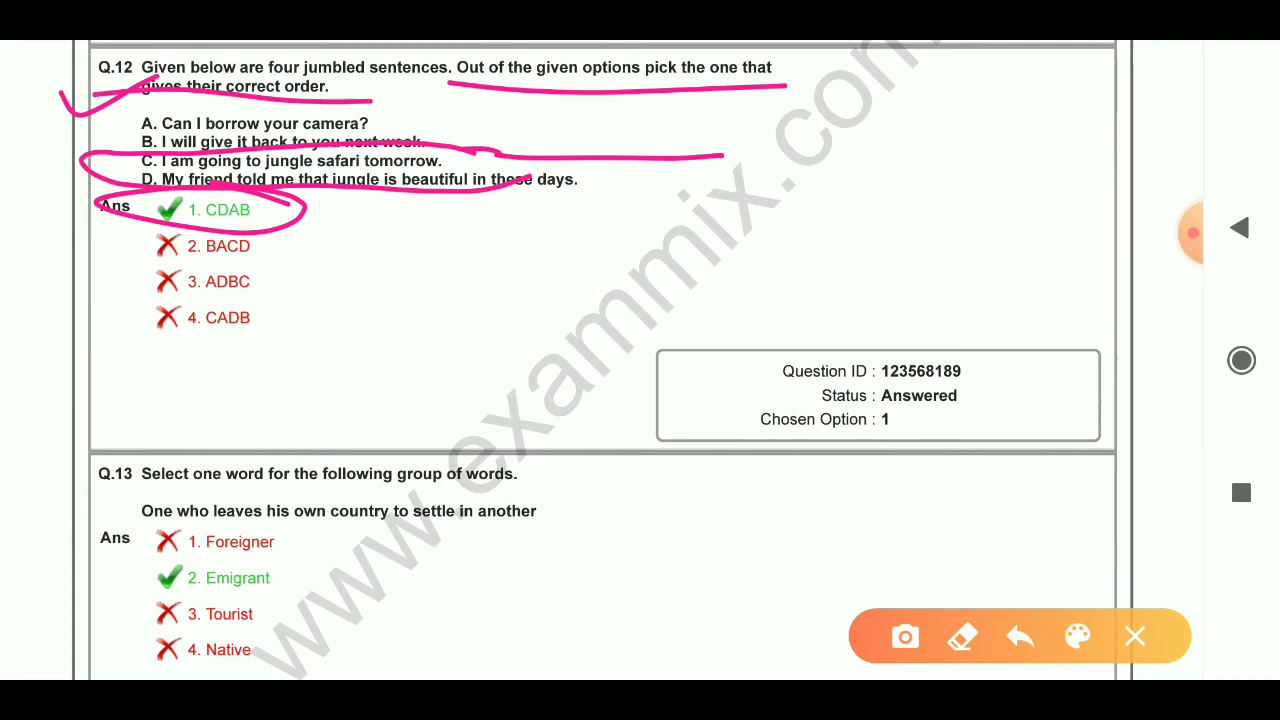 Q.12 Given below are four jumbled sentences. Out of the given options pick the one that
gives their correct order.
A. Can I borrow your camera?
B. I will give it back to you next week.
C. I am going to jungle safari tomorrow.
D. My friend told me that jungle is beautiful in these days.
Ans 1. CDAB
2. BACD
3. ADBC
4. CADB
Question ID : 123568189
Status : Answered
Chosen Option : 1
Q.13 Select one word for the following group of words.
One who leaves his own country to settle in another
Ans 1. Foreigner
2. Emigrant
3. Tourist
4. Native
www.exammix.com